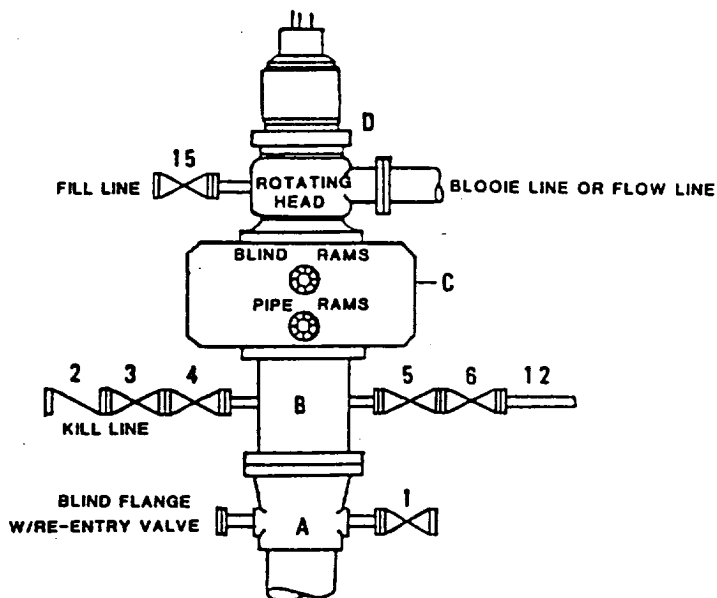 D
15
FILL LINE
ROTATING
HEAD
BLOOIE LINE OR FLOW LINE
BLIND RAMS
C
PIPE RAMS
2 3 4
5 6 12
B
KILL LINE
BLIND FLANGE
W/RE-ENTRY VALVE
1
A